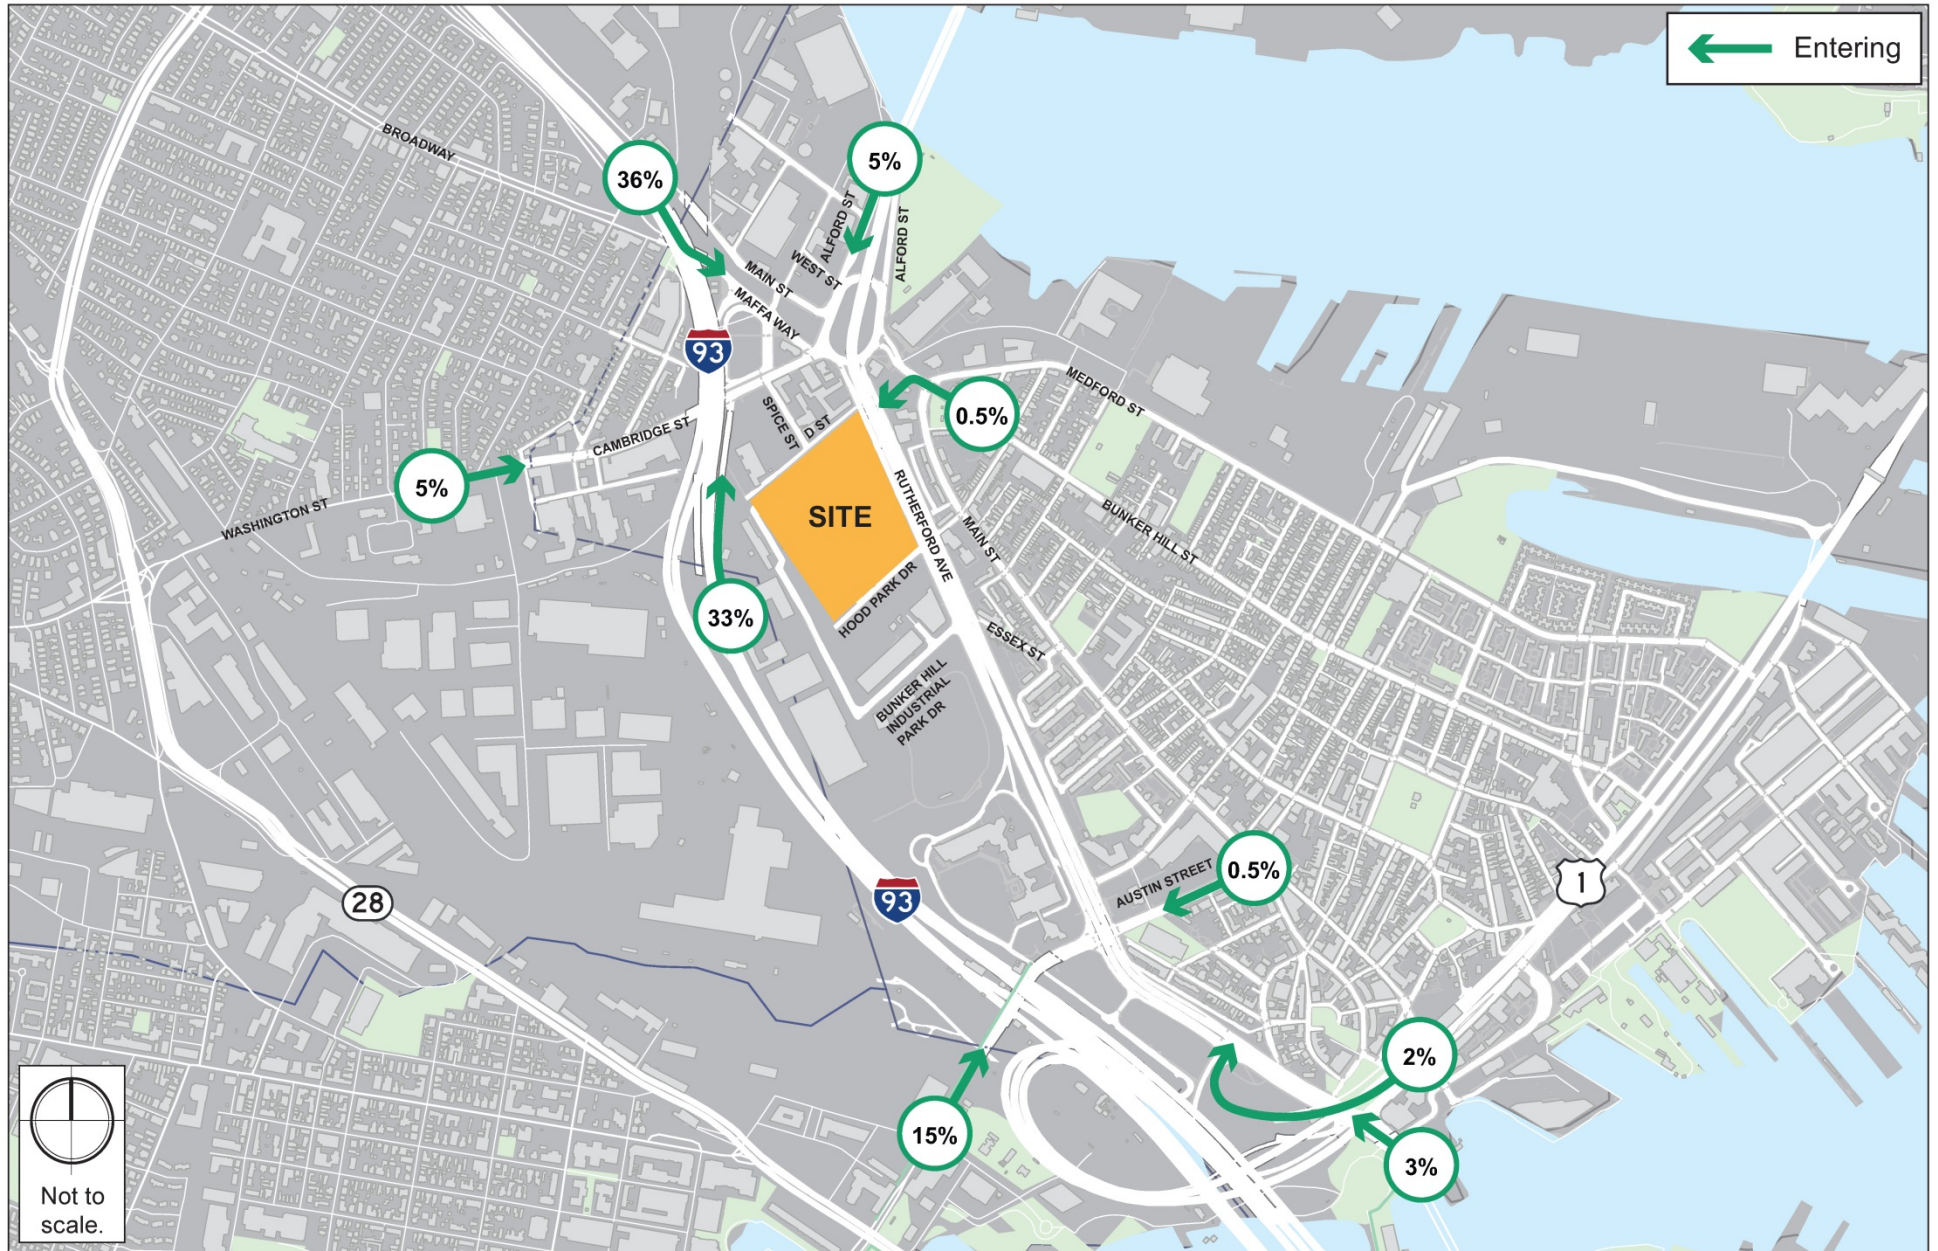 Entering
BROADWAY
36%
5%
ALFORD ST
ALFORD ST
WEST ST
MAIN ST
MAFFA WAY
93
MEDFORD ST
0.5%
SPICE ST
D ST
CAMBRIDGE ST
5%
WASHINGTON ST
SITE
RUTHERFORD AVE
MAIN ST
BUNKER HILL ST
33%
HOOD PARK DR
ESSEX ST
BUNKER HILL
INDUSTRIAL
PARK DR
AUSTIN STREET
0.5%
1
93
28
2%
15%
3%
Not to
scale.